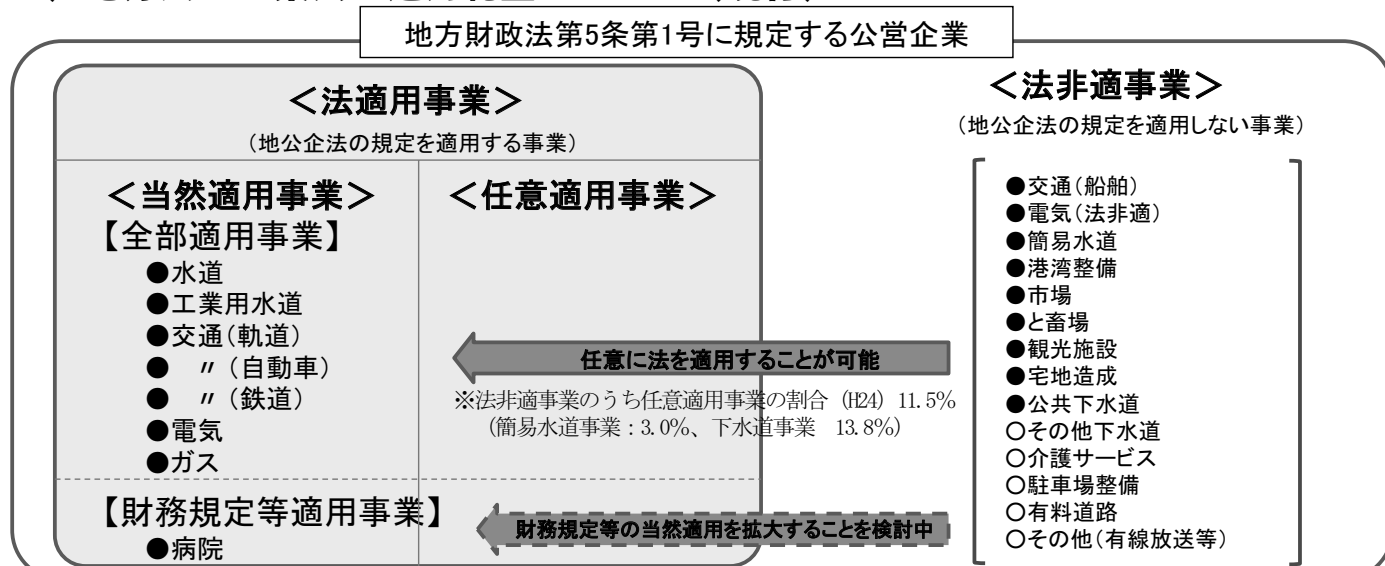 地方財政法第5条第1号に規定する公営企業
＜法適用事業＞
（地公企法の規定を適用する事業）
＜当然適用事業＞
【全部適用事業】
●水道
●工業用水道
●交通（軌道）
●　〃（自動車）
●　〃（鉄道）
●電気
●ガス
【財務規定等適用事業】
●病院
＜任意適用事業＞
任意に法を適用することが可能
※法非適事業のうち任意適用事業の割合（H24）11.5%
（簡易水道事業：3.0%、下水道事業　13.8%）
財務規定等の当然適用を拡大することを検討中
＜法非適事業＞
（地公企法の規定を適用しない事業）
●交通（船舶）
●電気（法非適）
●簡易水道
●港湾整備
●市場
●と畜場
●観光施設
●宅地造成
●公共下水道
○その他下水道
○介護サービス
○駐車場整備
○有料道路
○その他（有線放送等）